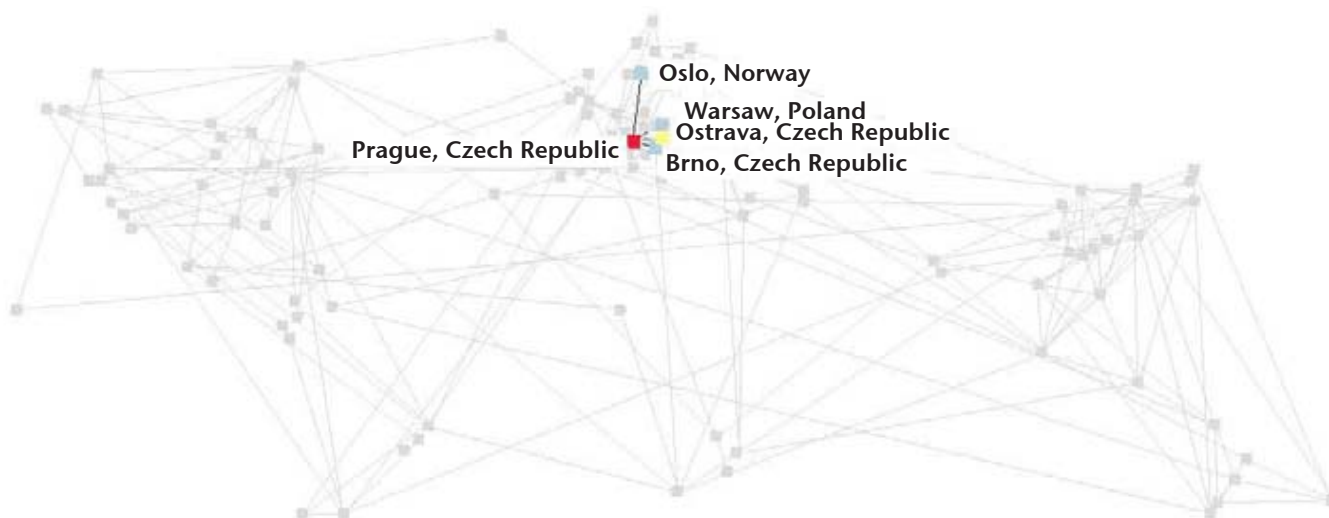 Oslo, Norway
Warsaw, Poland
Ostrava, Czech Republic
Prague, Czech Republic
Brno, Czech Republic